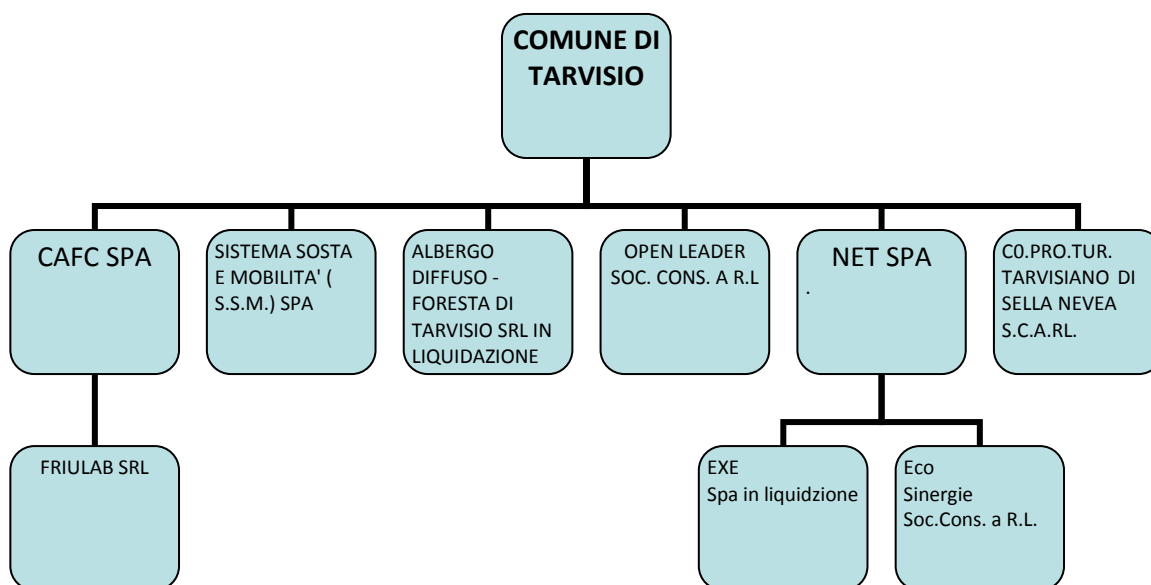 COMUNE DI
TARVISIO
CAFC SPA
SISTEMA SOSTA
E MOBILITA' (
S.S.M.) SPA
ALBERGO
DIFFUSO -
FORESTA DI
TARVISIO SRL IN
LIQUIDAZIONE
OPEN LEADER
SOC. CONS. A R.L
NET SPA
.
C0.PRO.TUR.
TARVISIANO DI
SELLA NEVEA
S.C.A.RL.
FRIULAB SRL
EXE
Spa in liquidzione
Eco
Sinergie
Soc.Cons. a R.L.